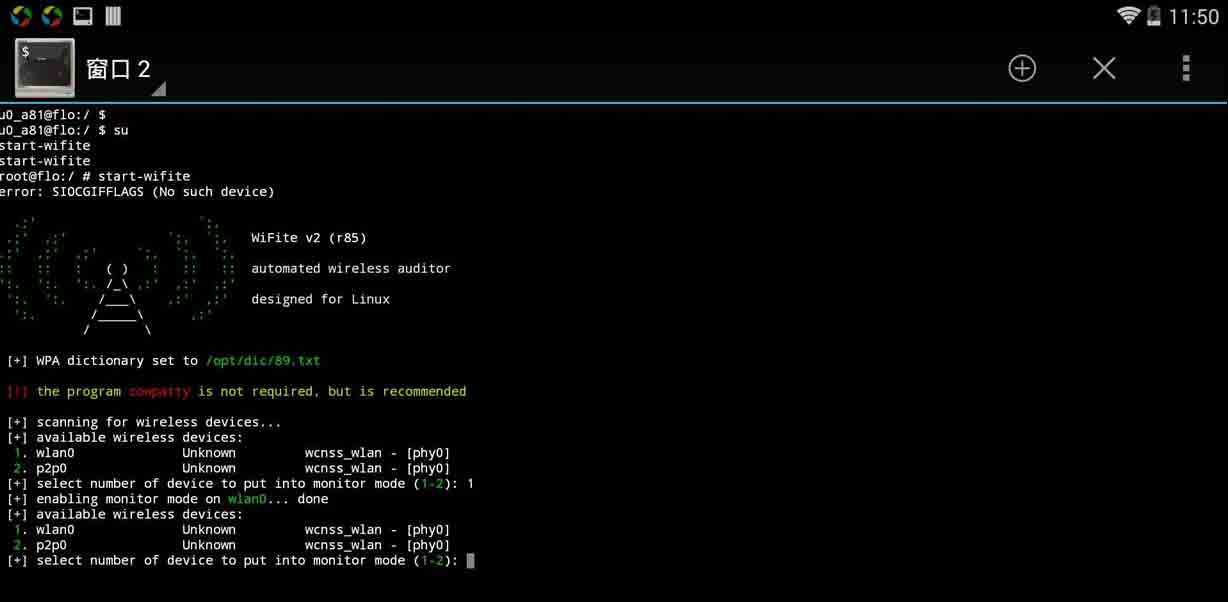 11:50
$
窗口 2
u0_a81@flo:/ $
u0_a81@flo:/ $ su
start-wifite
start-wifite
root@flo:/ # start-wifite
error: SIOCGIFFLAGS (No such device)
WiFite v2 (r85)
automated wireless auditor
designed for Linux
[+] WPA dictionary set to /opt/dic/89.txt
[!] the program cowpatty is not required, but is recommended
[+] scanning for wireless devices...
[+] available wireless devices:
1. wlan0 Unknown wcnss_wlan - [phy0]
2. p2p0 Unknown wcnss_wlan - [phy0]
[+] select number of device to put into monitor mode (1-2): 1
[+] enabling monitor mode on wlan0... done
[+] available wireless devices:
1. wlan0 Unknown wcnss_wlan - [phy0]
2. p2p0 Unknown wcnss_wlan - [phy0]
[+] select number of device to put into monitor mode (1-2):